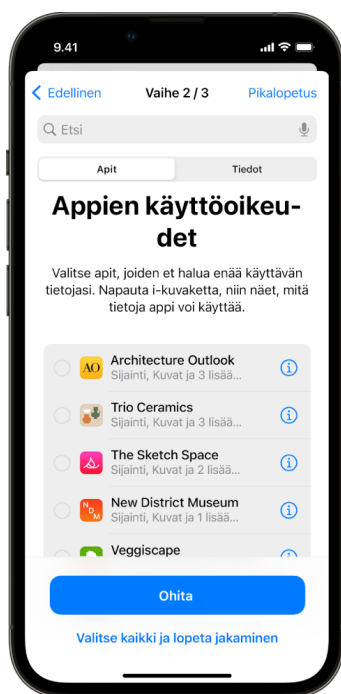 9.41
Edellinen
Vaihe 2 / 3
Pikalopetus
Etsi
Apit
Tiedot
Appien käyttöoikeu-
det
Valitse apit, joiden et halua enää käyttävän
tietojasi. Napauta i-kuvaketta, niin näet, mitä
tietoja appi voi käyttää.
AO
Architecture Outlook
Sijainti, Kuvat ja 3 lisää...
Trio Ceramics
Sijainti, Kuvat ja 3 lisää...
The Sketch Space
Sijainti, Kuvat ja 2 lisää...
NDM
New District Museum
Sijainti, Kuvat ja 1 lisää...
Veggiscape
Ohita
Valitse kaikki ja lopeta jakaminen